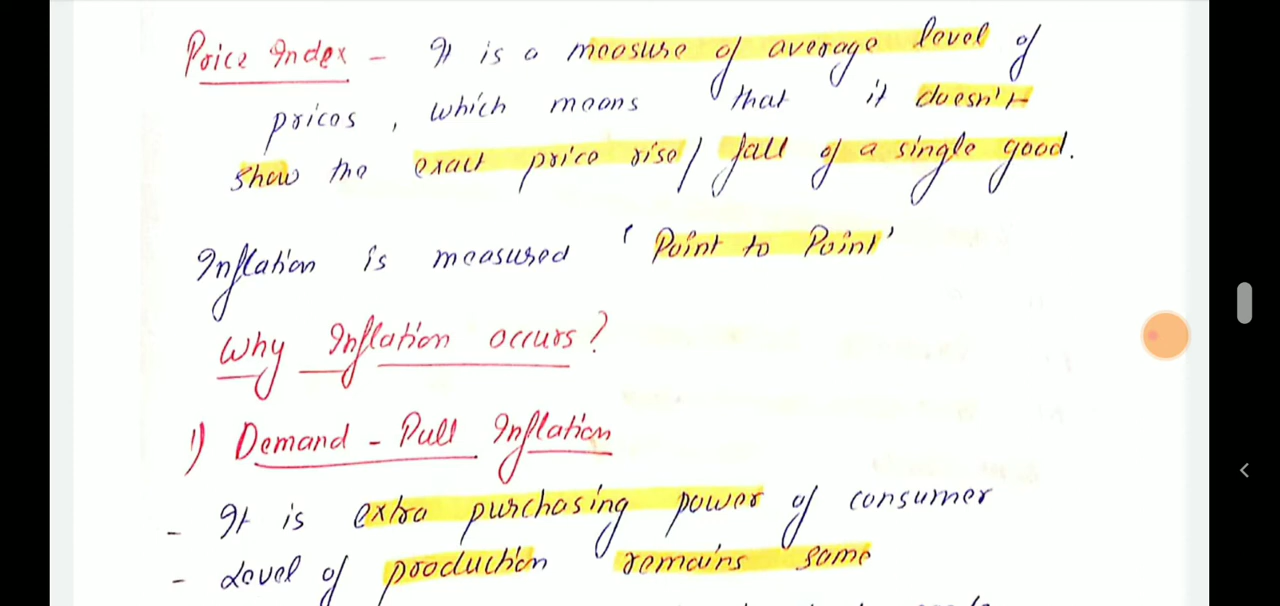 Price Index - It is a measure of average level of
prices, which means that it doesn't
show the exact price rise/ fall of a single good.
Inflation is measured 'Point to Point'
Why Inflation occurs?
1) Demand - Pull Inflation
- It is extra purchasing power of consumer
- Level of production remains same